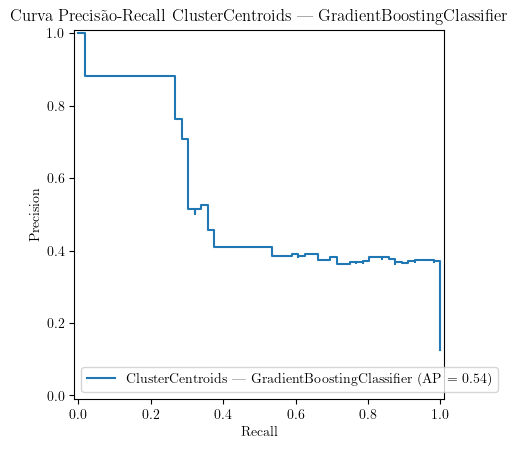 Curva Precisão-Recall ClusterCentroids — GradientBoostingClassifier
1.0
0.8
0.6
0.4
0.2
0.0
Precision
ClusterCentroids — GradientBoostingClassifier (AP = 0.54)
0.0 0.2 0.4 0.6 0.8 1.0
Recall